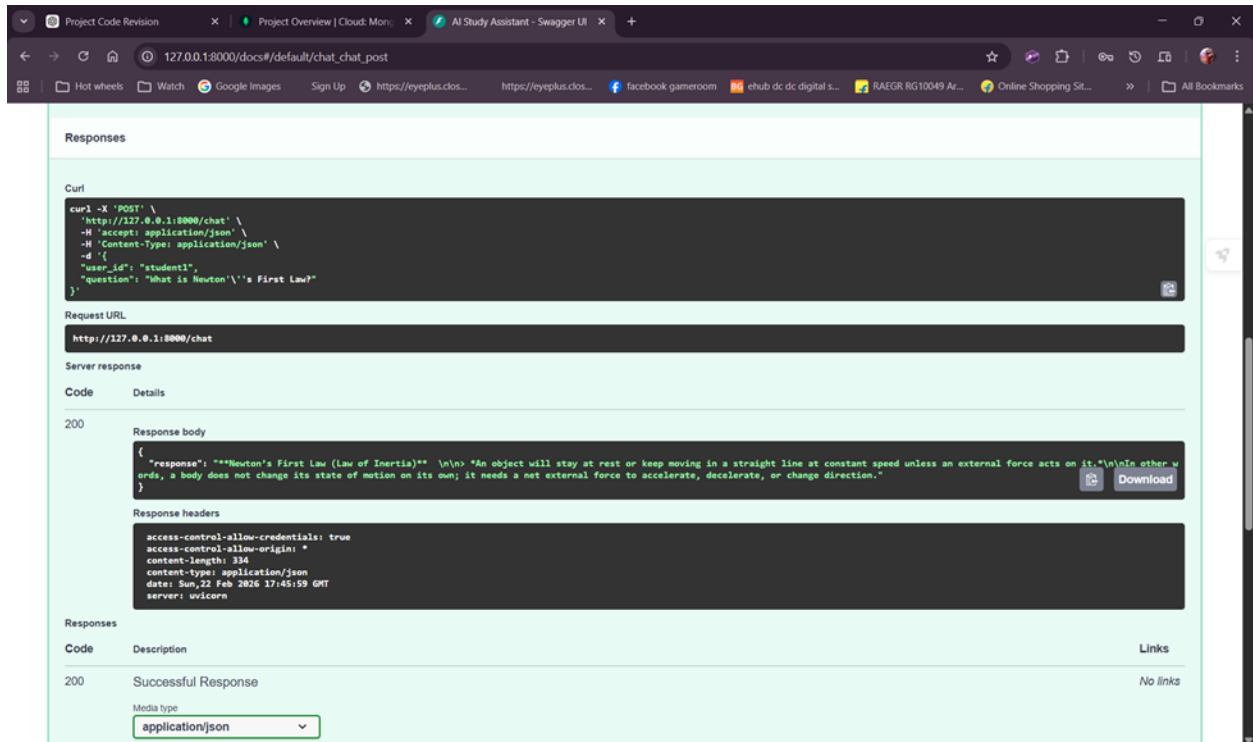 Project Code Revision
Project Overview | Cloud: Mong
AI Study Assistant - Swagger UI
127.0.0.1:8000/docs#/default/chat_chat_post
Hot wheels Watch Google Images Sign Up https://eyeplus.clos... https://eyeplus.clos... facebook gameroom BG ehub dc dc digital s... RAEGR RG10049 Ar... Online Shopping Sit... » All Bookmarks
Responses
Curl
curl -X 'POST' \
'http://127.0.0.1:8000/chat' \
-H 'accept: application/json' \
-H 'Content-Type: application/json' \
-d '{
"user_id": "student1",
"question": "What is Newton'\''s First Law?"
}'
Request URL
http://127.0.0.1:8000/chat
Server response
Code Details
200
Response body
{
"response": "**Newton's First Law (Law of Inertia)** \n\n> *An object will stay at rest or keep moving in a straight line at constant speed unless an external force acts on it.*\n\nIn other w
ords, a body does not change its state of motion on its own; it needs a net external force to accelerate, decelerate, or change direction."
}
Download
Response headers
access-control-allow-credentials: true
access-control-allow-origin: *
content-length: 334
content-type: application/json
date: Sun,22 Feb 2026 17:45:59 GMT
server: uvicorn
Responses
Code Description Links
200 Successful Response No links
Media type
application/json